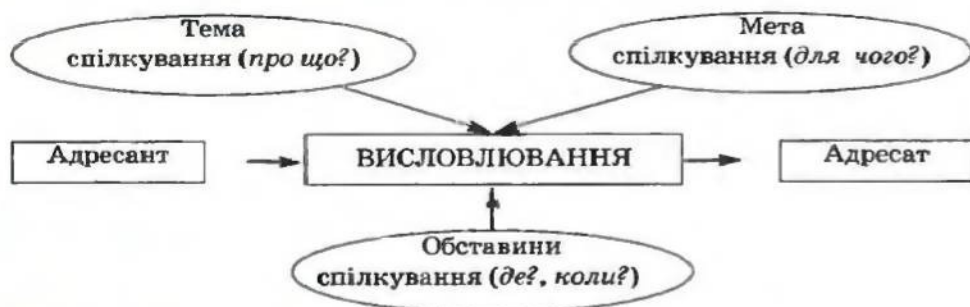 Тема
спілкування (про що?)
Мета
спілкування (для чого?)
Адресант
ВИСЛОВЛЮВАННЯ
Адресат
Обставини
спілкування (де?, коли?)